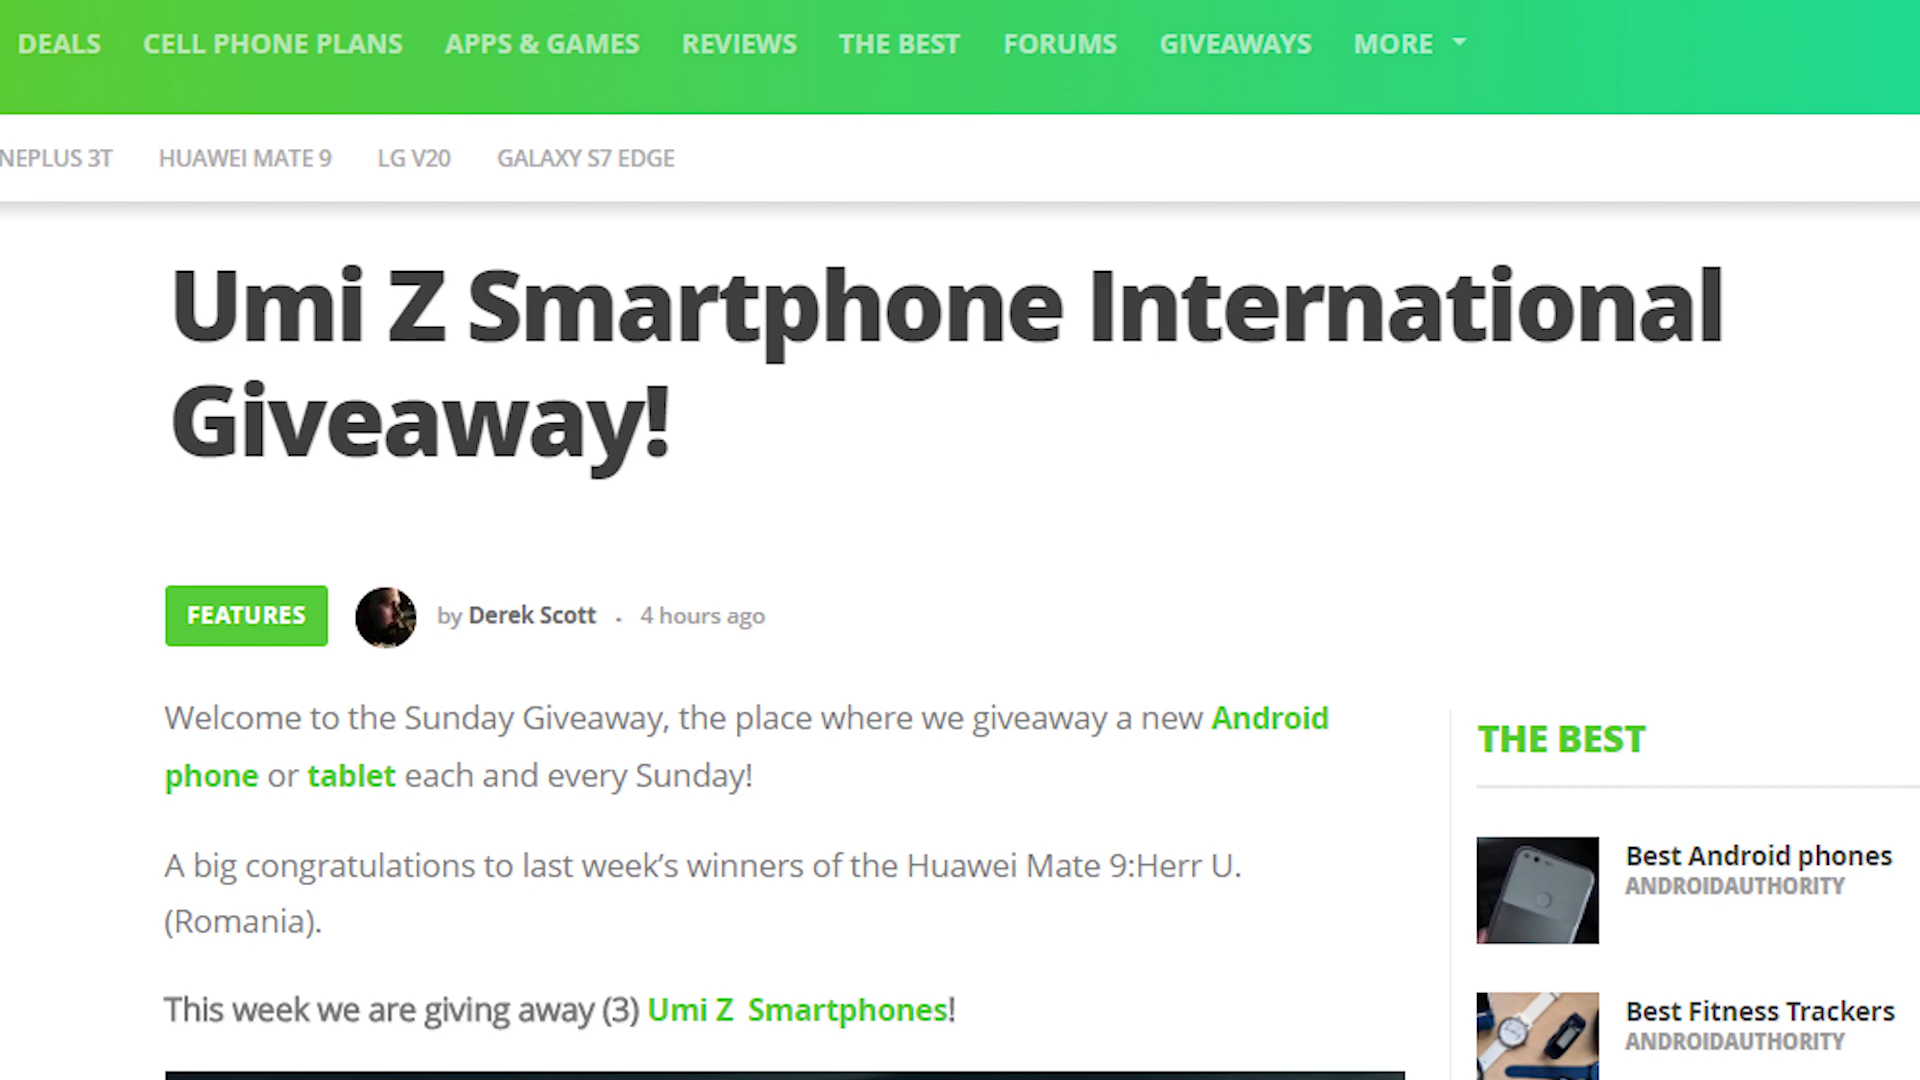 DEALS CELL PHONE PLANS APPS & GAMES REVIEWS THE BEST FORUMS GIVEAWAYS MORE
NEPLUS 3T HUAWEI MATE 9 LG V20 GALAXY S7 EDGE
Umi Z Smartphone International
Giveaway!
FEATURES by Derek Scott . 4 hours ago
Welcome to the Sunday Giveaway, the place where we giveaway a new Android
phone or tablet each and every Sunday!
A big congratulations to last week’s winners of the Huawei Mate 9:Herr U.
(Romania).
This week we are giving away (3) Umi Z Smartphones!
THE BEST
Best Android phones
ANDROIDAUTHORITY
Best Fitness Trackers
ANDROIDAUTHORITY